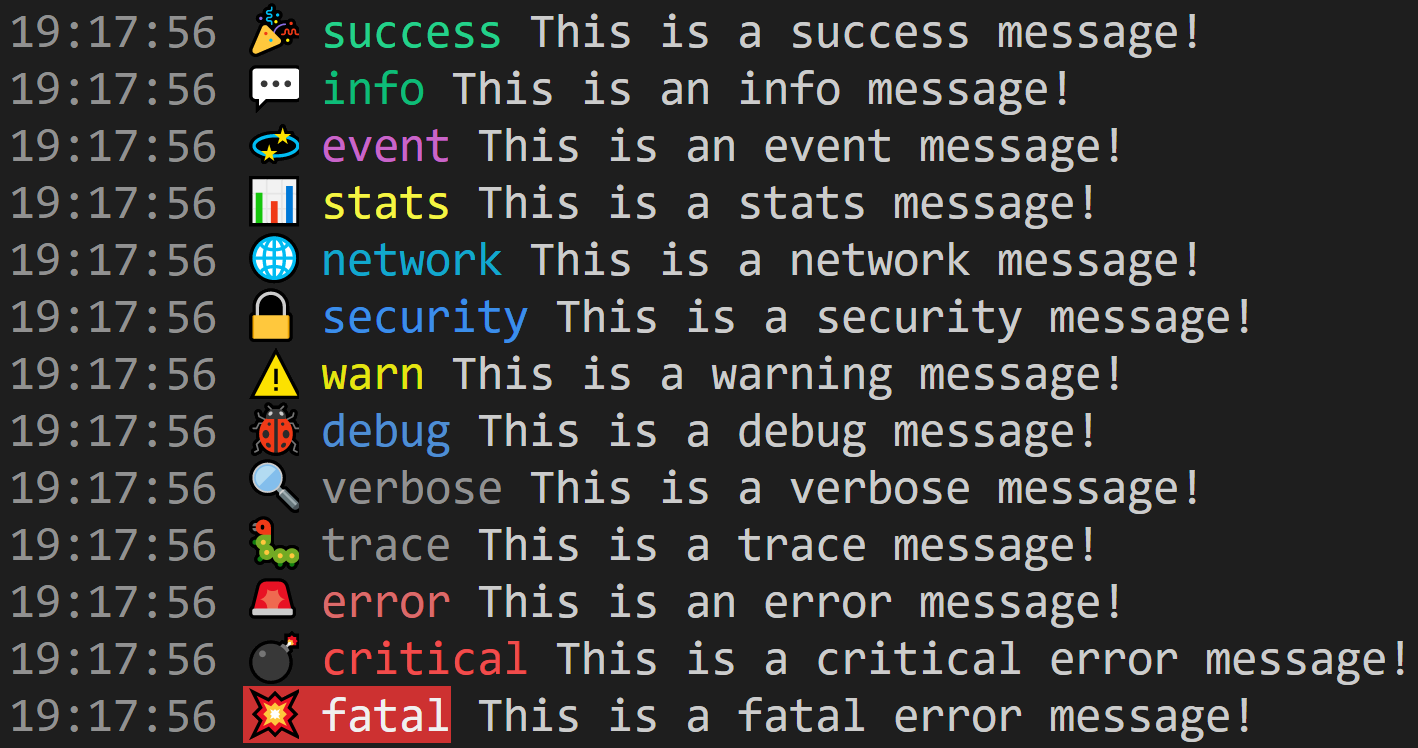 19:17:56 🎉 success This is a success message!
19:17:56 💬 info This is an info message!
19:17:56 💫 event This is an event message!
19:17:56 📊 stats This is a stats message!
19:17:56 🌐 network This is a network message!
19:17:56 🔒 security This is a security message!
19:17:56 ⚠️ warn This is a warning message!
19:17:56 🐞 debug This is a debug message!
19:17:56 🔍 verbose This is a verbose message!
19:17:56 🐛 trace This is a trace message!
19:17:56 🚨 error This is an error message!
19:17:56 💣 critical This is a critical error message!
19:17:56 💥 fatal This is a fatal error message!